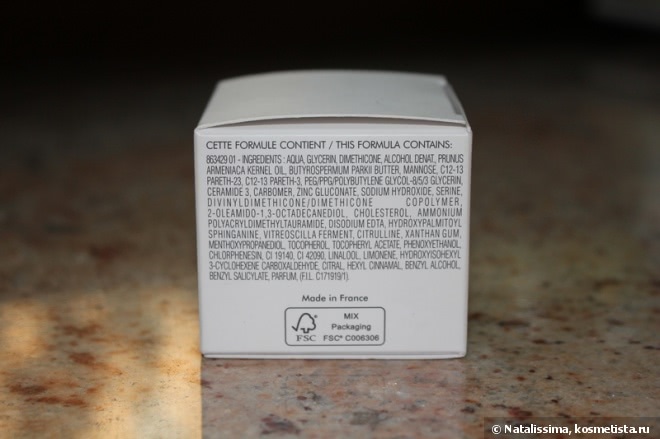 CETTE FORMULE CONTIENT / THIS FORMULA CONTAINS:
863429 01 - INGREDIENTS : AQUA, GLYCERIN, DIMETHICONE, ALCOHOL DENAT, PRUNUS
ARMENIACA KERNEL OIL, BUTYROSPERMUM PARKII BUTTER, MANNOSE, C12-13
PARETH-23, C12-13 PARETH-3, PEG/PPG/POLYBUTYLENE GLYCOL-8/5/3 GLYCERIN,
CERAMIDE 3, CARBOMER, ZINC GLUCONATE, SODIUM HYDROXIDE, SERINE,
DIVINYLDIMETHICONE/DIMETHICONE COPOLYMER,
2-OLEAMIDO-1,3-OCTADECANEDIOL, CHOLESTEROL, AMMONIUM
POLYACRYLDIMETHYLTAURAMIDE, DISODIUM EDTA, HYDROXYPALMITOYL
SPHINGANINE, VITREOSCILLA FERMENT, CITRULLINE, XANTHAN GUM,
MENTHOXYPROPANEDIOL, TOCOPHEROL, TOCOPHERYL ACETATE, PHENOXYETHANOL,
CHLORPHENESIN, CI 19140, CI 42090, LINALOOL, LIMONENE, HYDROXYISOHEXYL
3-CYCLOHEXENE CARBOXALDEHYDE, CITRAL, HEXYL CINNAMAL, BENZYL ALCOHOL,
BENZYL SALICYLATE, PARFUM, (F.I.L. C171919/1).
Made in France
MIX
Packaging
FSC® C006306
FSC
© Natalissima, kosmetista.ru